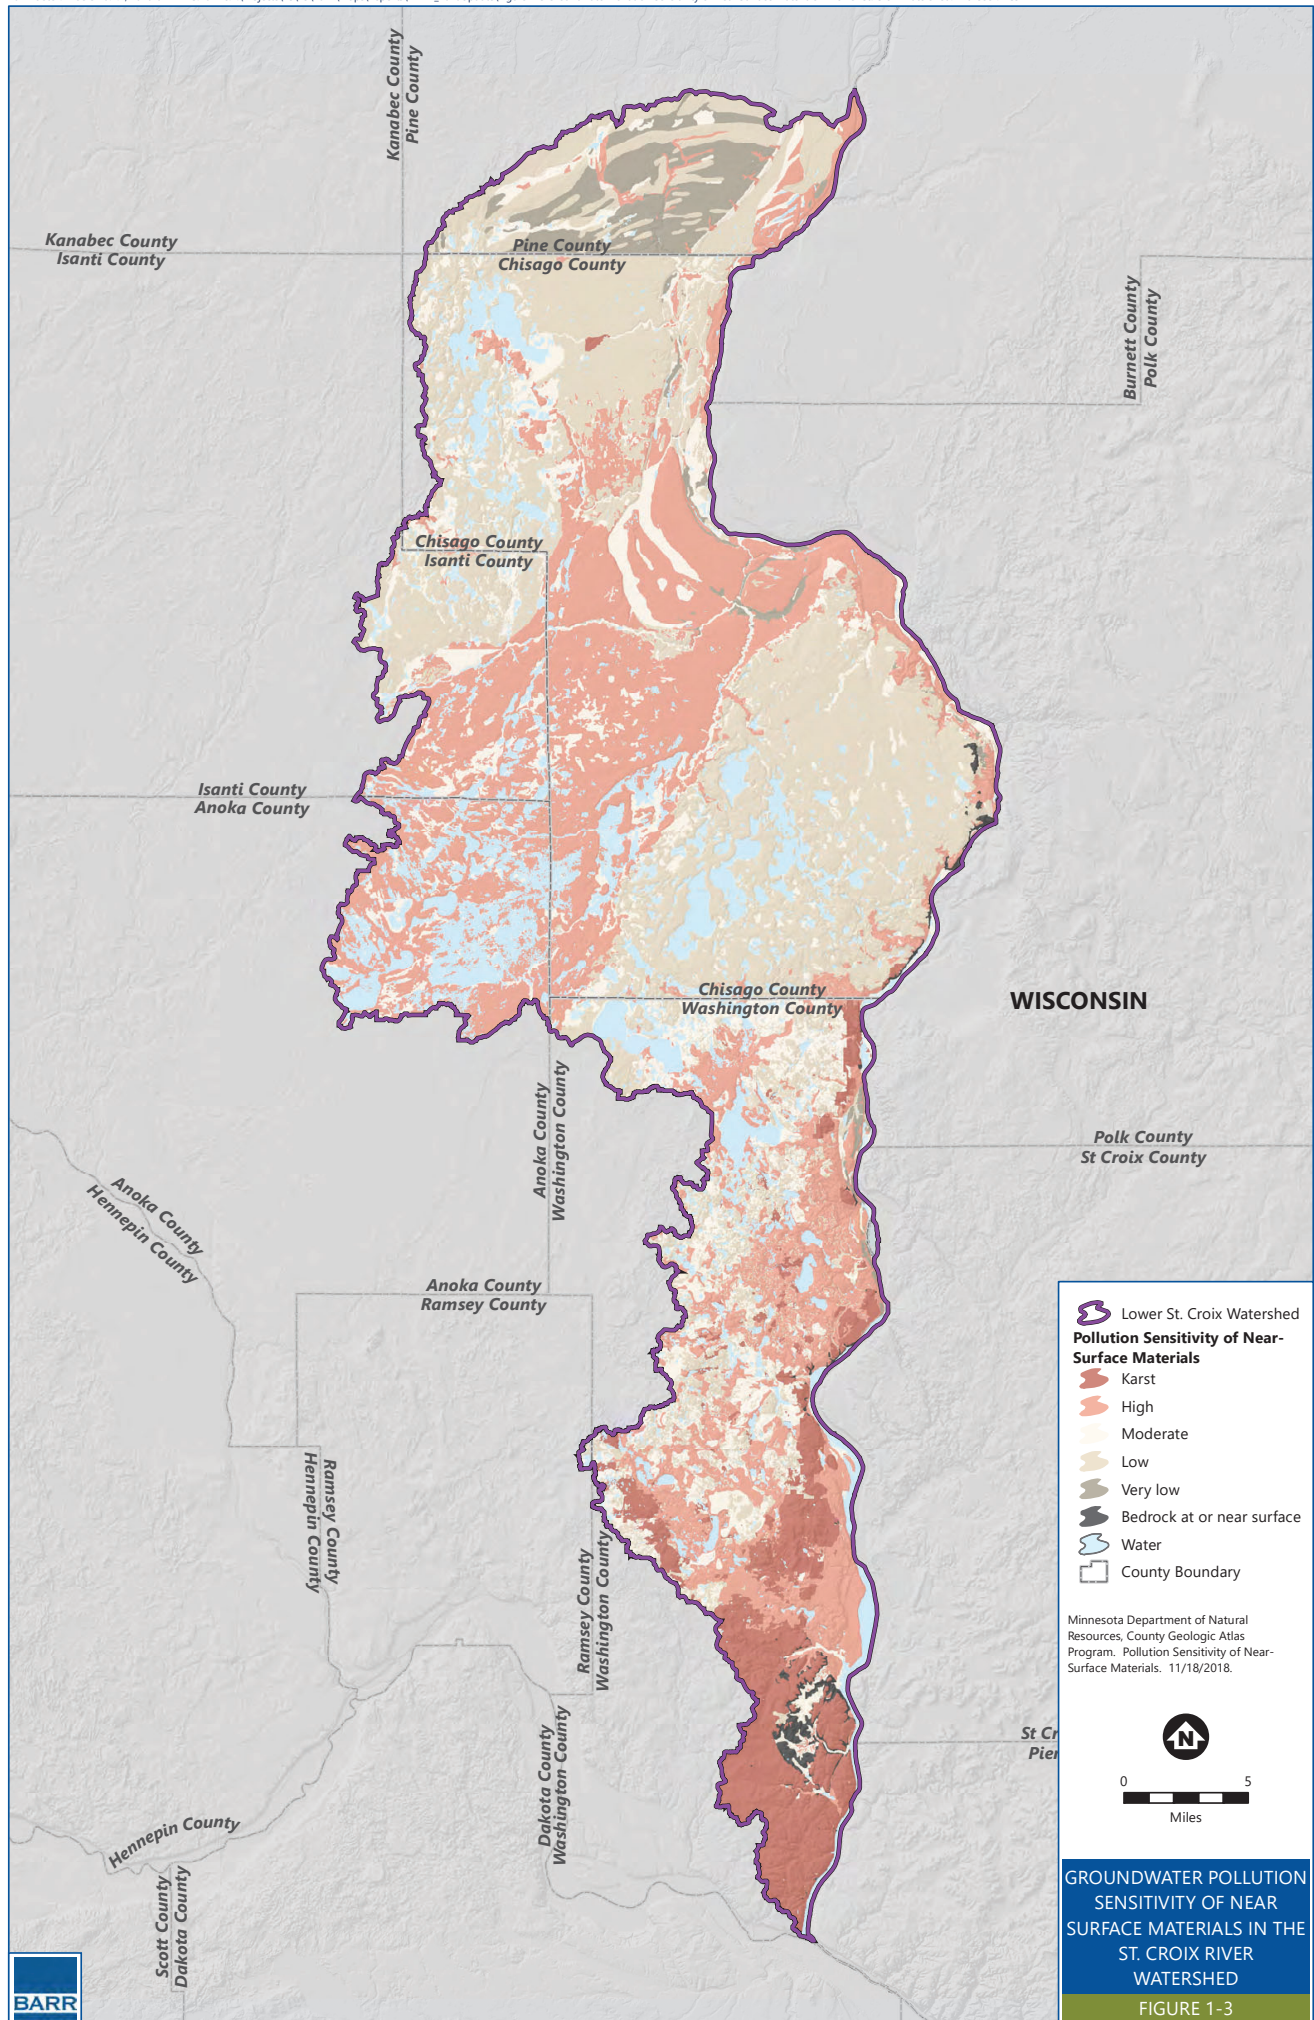 Kanabec County
Pine County
Kanabec County
Isanti County
Pine County
Chisago County
Burnett County
Polk County
Chisago County
Isanti County
Isanti County
Anoka County
Chisago County
Washington County
WISCONSIN
Anoka County
Washington County
Polk County
St Croix County
Anoka County
Hennepin County
Anoka County
Ramsey County
Ramsey County
Hennepin County
Ramsey County
Washington County
Dakota County
Washington County
St Cr
Pier
Hennepin County
Scott County
Dakota County
Lower St. Croix Watershed
Pollution Sensitivity of Near-
Surface Materials
Karst
High
Moderate
Low
Very low
Bedrock at or near surface
Water
County Boundary
Minnesota Department of Natural
Resources, County Geologic Atlas
Program. Pollution Sensitivity of Near-
Surface Materials. 11/18/2018.
N
0 5
Miles
GROUNDWATER POLLUTION
SENSITIVITY OF NEAR
SURFACE MATERIALS IN THE
ST. CROIX RIVER
WATERSHED
FIGURE 1-3
BARR